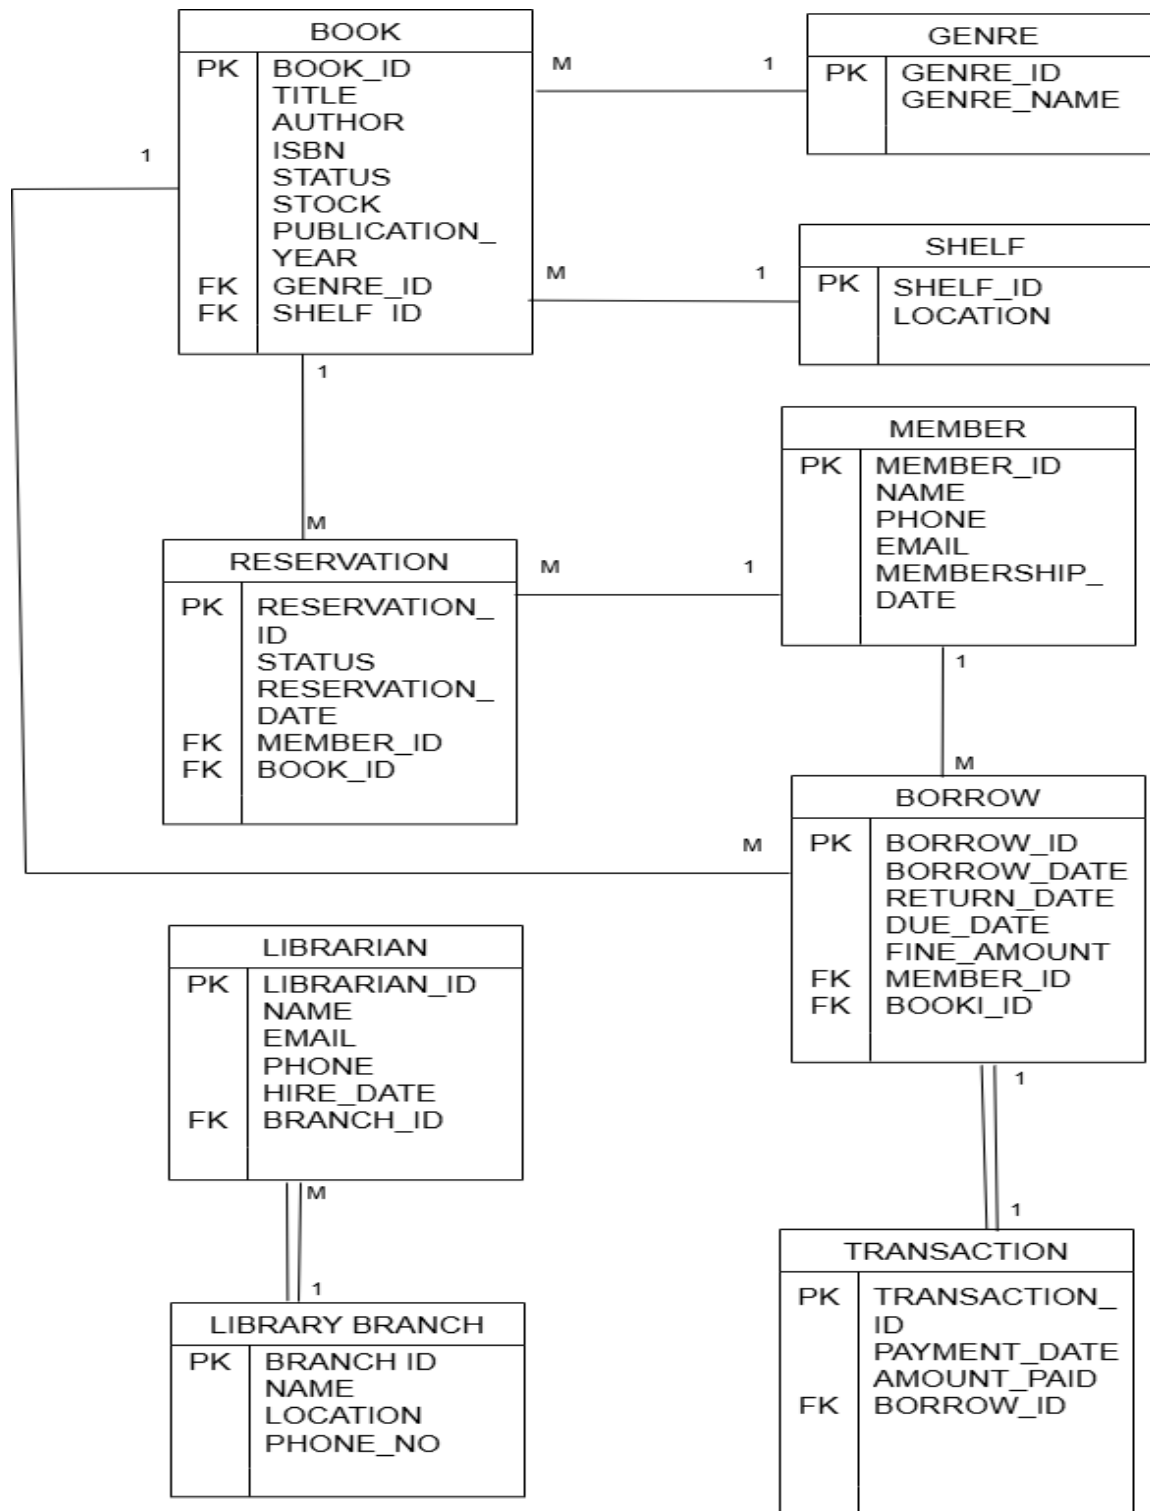 BOOK
PK BOOK_ID
TITLE
AUTHOR
ISBN
STATUS
STOCK
PUBLICATION_
YEAR
FK GENRE_ID
FK SHELF ID
M 1
GENRE
PK GENRE_ID
GENRE_NAME
1
M 1
SHELF
PK SHELF_ID
LOCATION
1
M
MEMBER
PK MEMBER_ID
NAME
PHONE
EMAIL
MEMBERSHIP_
DATE
RESERVATION
PK RESERVATION_
ID
STATUS
RESERVATION_
DATE
FK MEMBER_ID
FK BOOK_ID
M 1
1
M
M
BORROW
PK BORROW_ID
BORROW_DATE
RETURN_DATE
DUE_DATE
FINE_AMOUNT
FK MEMBER_ID
FK BOOKI_ID
LIBRARIAN
PK LIBRARIAN_ID
NAME
EMAIL
PHONE
HIRE_DATE
FK BRANCH_ID
M
1
1
1
LIBRARY BRANCH
PK BRANCH ID
NAME
LOCATION
PHONE_NO
TRANSACTION
PK TRANSACTION_
ID
PAYMENT_DATE
AMOUNT_PAID
FK BORROW_ID